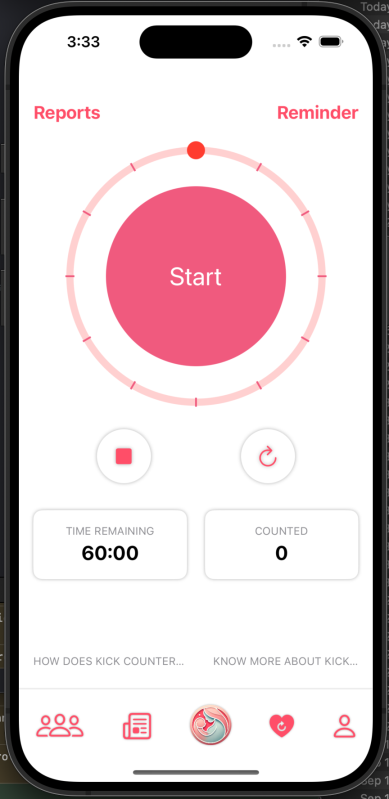 Today
3:33
Reports
Reminder
Start
TIME REMAINING
60:00
COUNTED
0
HOW DOES KICK COUNTER...
KNOW MORE ABOUT KICK...
Sep 1